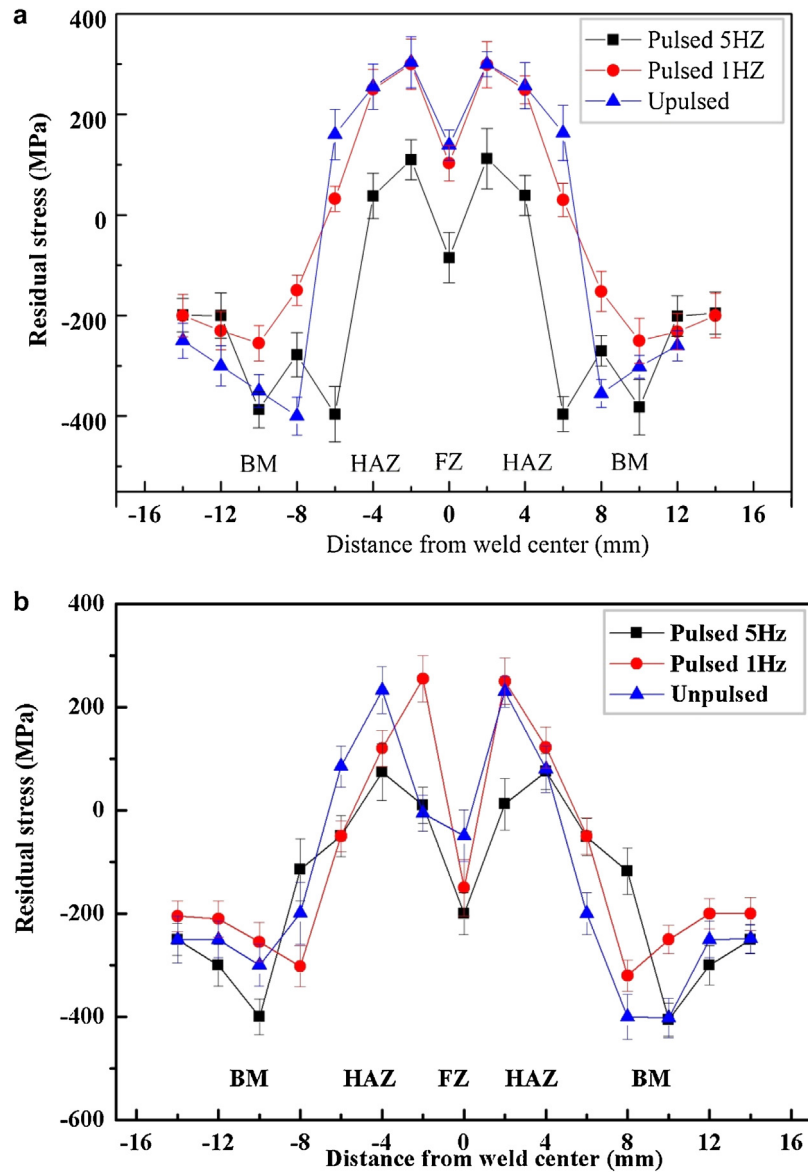 a
400
200
0
-200
-400
Residual stress (MPa)
Pulsed 5HZ
Pulsed 1HZ
Upulsed
BM HAZ FZ HAZ BM
-16 -12 -8 -4 0 4 8 12 16
Distance from weld center (mm)
b
400
200
0
-200
-400
-600
Residual stress (MPa)
Pulsed 5Hz
Pulsed 1Hz
Unpulsed
BM HAZ FZ HAZ BM
-16 -12 -8 -4 0 4 8 12 16
Distance from weld center (mm)